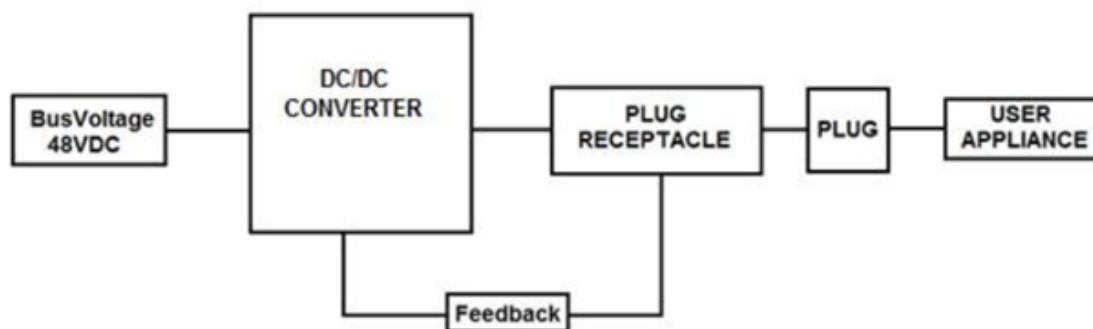 BusVoltage
48VDC
DC/DC
CONVERTER
PLUG
RECEPTACLE
PLUG
USER
APPLIANCE
Feedback